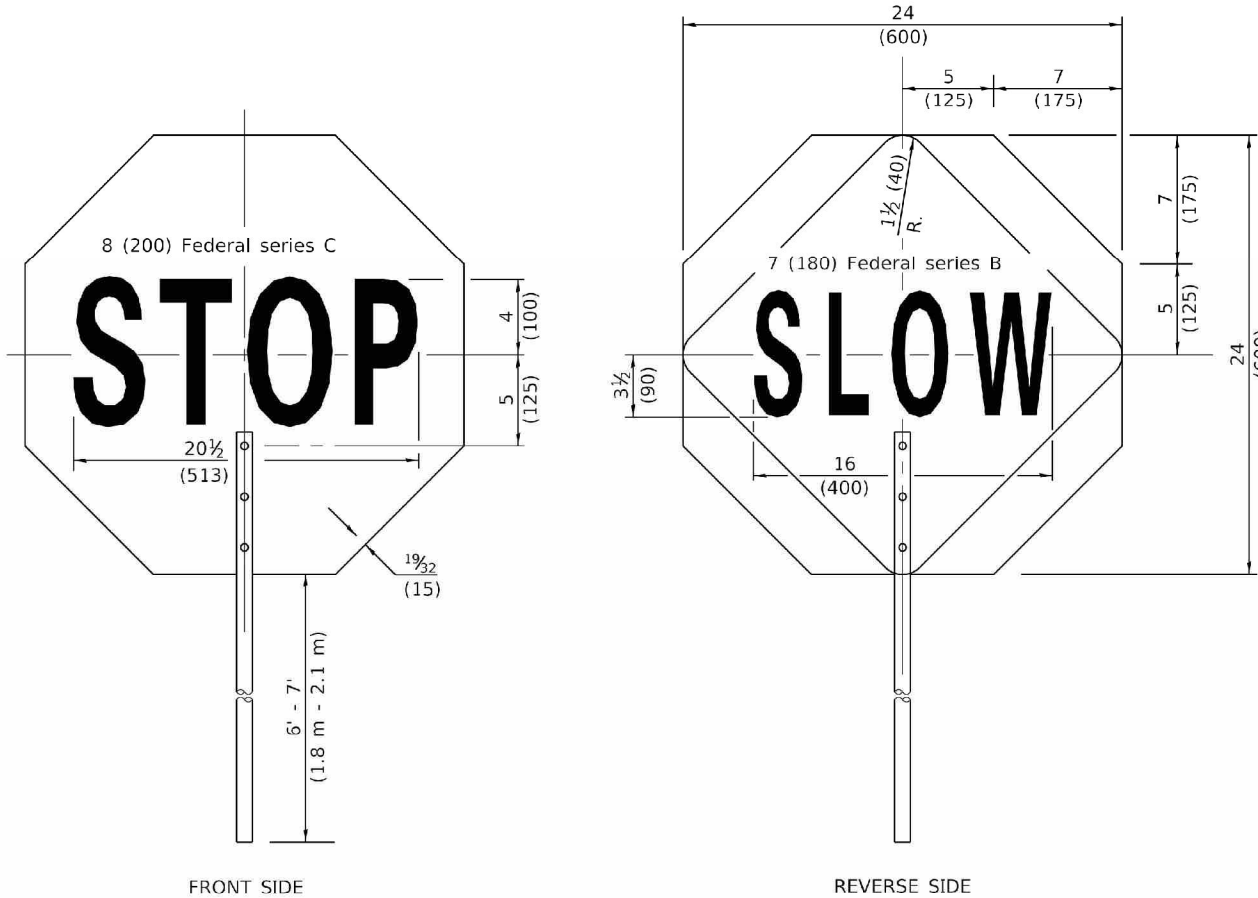 8 (200) Federal series C
STOP
4
(100)
5
(125)
20½
(513)
19/32
(15)
6' - 7'
(1.8 m - 2.1 m)
FRONT SIDE
24
(600)
5
(125)
7
(175)
1½ (40)
R.
7
(175)
7 (180) Federal series B
SLOW
5
(125)
24
3½
(90)
16
(400)
REVERSE SIDE